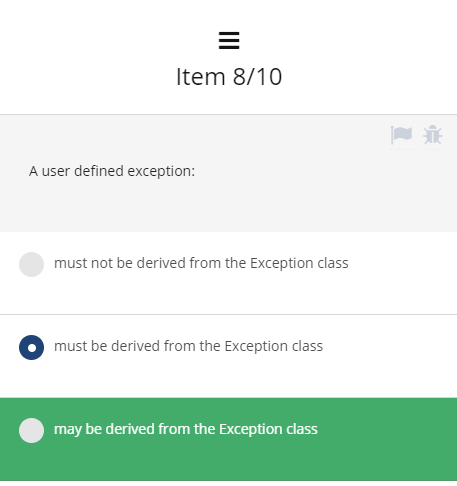 Item 8/10
A user defined exception:
must not be derived from the Exception class
must be derived from the Exception class
may be derived from the Exception class